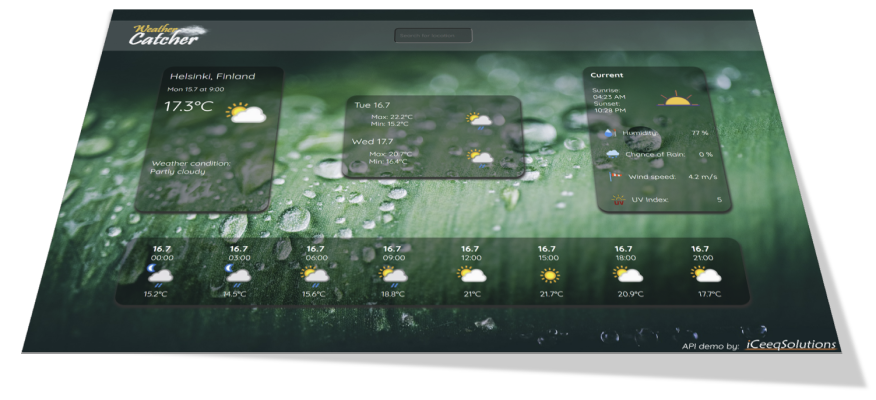 Weather
Catcher
Search for location
Helsinki, Finland
Mon 15.7 at 9:00
17.3°C
Weather condition:
Partly cloudy
Tue 16.7
Max: 22.2°C
Min: 15.2°C
Wed 17.7
Max: 20.7°C
Min: 16.4°C
Current
Sunrise:
04:23 AM
Sunset:
10:28 PM
Humidity 77 %
Chance of Rain: 0 %
Wind speed: 4.2 m/s
UV UV Index: 5
16.7 16.7 16.7 16.7 16.7 16.7 16.7 16.7
00:00 03:00 06:00 09:00 12:00 15:00 18:00 21:00
15.2°C 14.5°C 15.6°C 18.8°C 21°C 21.7°C 20.9°C 17.7°C
API demo by: iCeeqSolutions